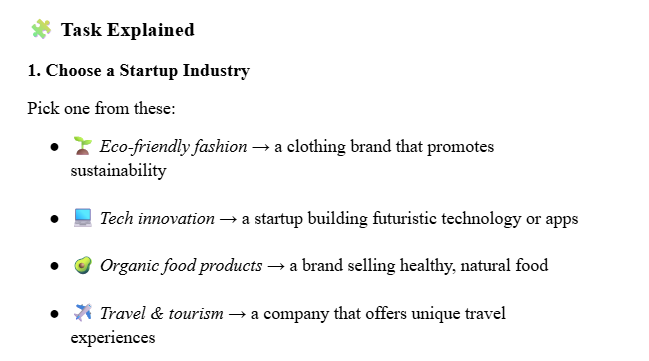 🧩 Task Explained
1. Choose a Startup Industry
Pick one from these:
● 🌱 Eco-friendly fashion → a clothing brand that promotes
sustainability
● 💻 Tech innovation → a startup building futuristic technology or apps
● 🥑 Organic food products → a brand selling healthy, natural food
● ✈️ Travel & tourism → a company that offers unique travel
experiences